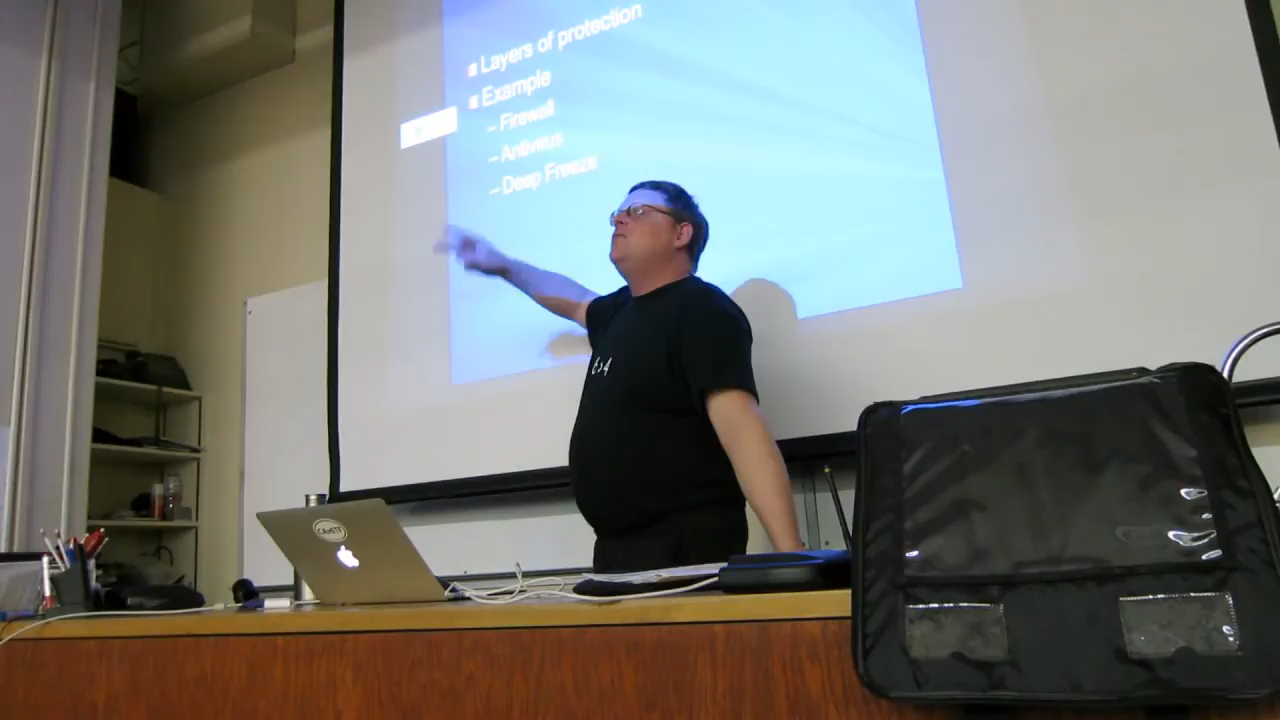 Layers of protection
Example
– Firewall
– Antivirus
– Deep Freeze